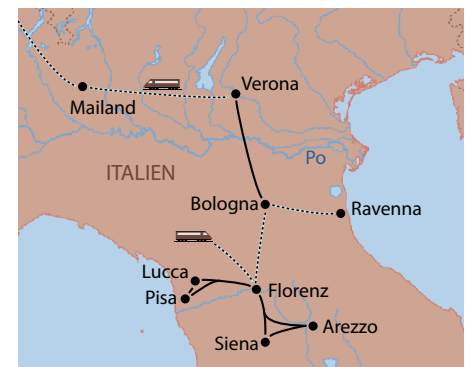 Verona
Mailand
Po
ITALIEN
Bologna
Ravenna
Lucca
Florenz
Pisa
Arezzo
Siena